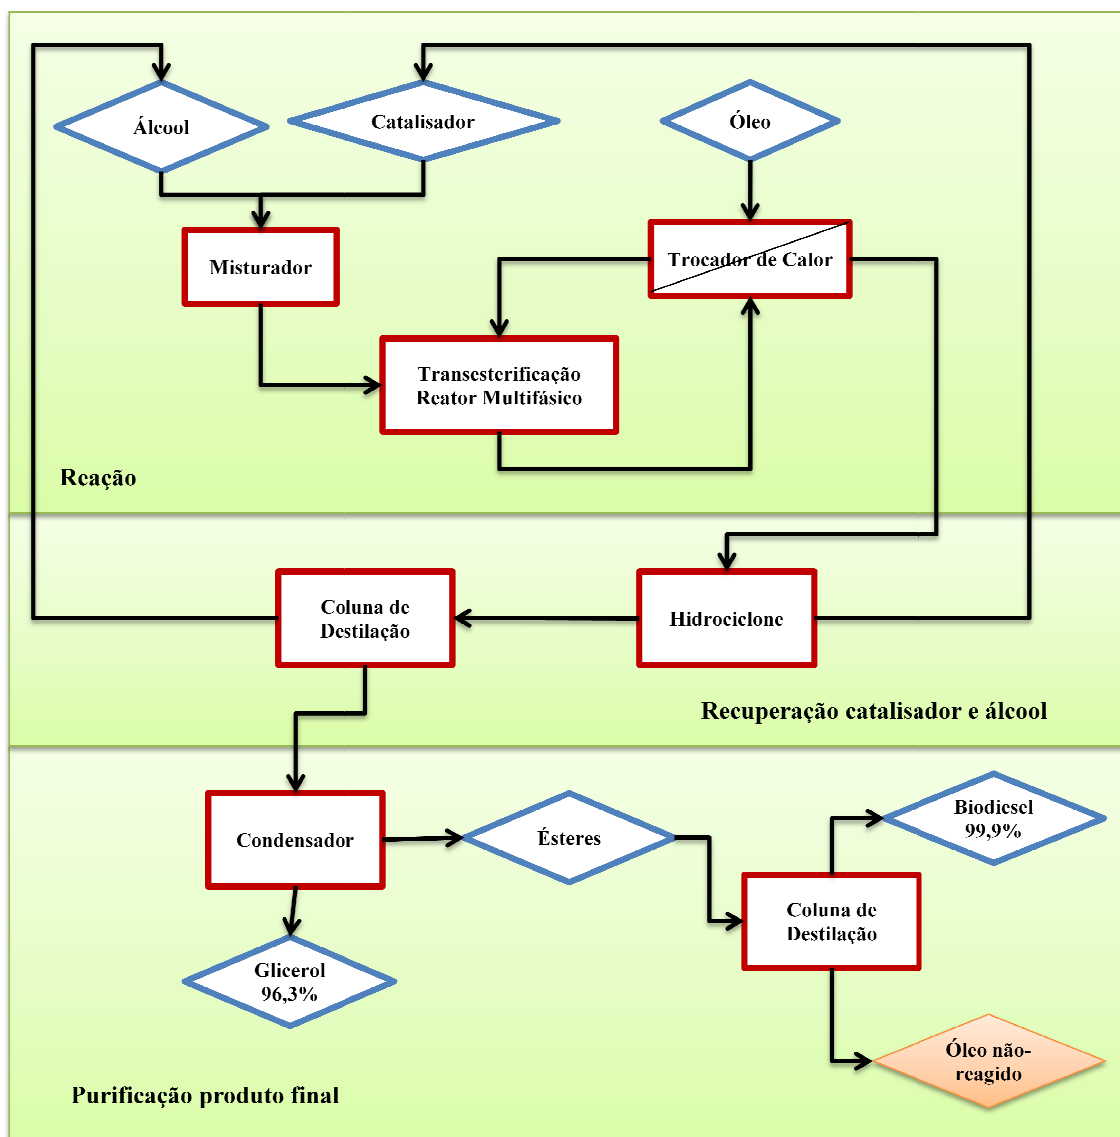 Álcool
Catalisador
Óleo
Misturador
Trocador de Calor
Transesterificação
Reator Multifásico
Reação
Coluna de
Destilação
Hidrociclone
Recuperação catalisador e álcool
Condensador
Ésteres
Biodiesel
99,9%
Coluna de
Destilação
Glicerol
96,3%
Óleo não-
reagido
Purificação produto final